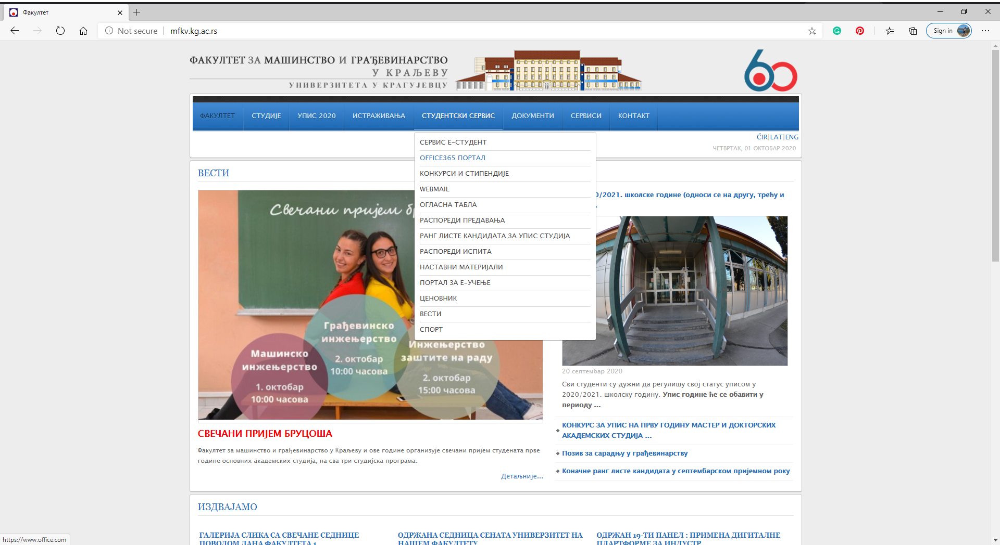 Факултет
Not secure
mfkv.kg.ac.rs
Sign in
ФАКУЛТЕТ ЗА МАШИНСТВО И ГРАЂЕВИНАРСТВО
У КРАЉЕВУ
УНИВЕРЗИТЕТА У КРАГУЈЕВЦУ
60
ФАКУЛТЕТ СТУДИЈЕ УПИС 2020 ИСТРАЖИВАЊА СТУДЕНТСКИ СЕРВИС ДОКУМЕНТИ СЕРВИСИ КОНТАКТ
ĆIR|LAT|ENG
ЧЕТВРТАК, 01 ОКТОБАР 2020
СЕРВИС Е-СТУДЕНТ
OFFICE365 ПОРТАЛ
КОНКУРСИ И СТИПЕНДИЈЕ
WEBMAIL
ОГЛАСНА ТАБЛА
РАСПОРЕДИ ПРЕДАВАЊА
РАНГ ЛИСТЕ КАНДИДАТА ЗА УПИС СТУДИЈА
РАСПОРЕДИ ИСПИТА
НАСТАВНИ МАТЕРИЈАЛИ
ПОРТАЛ ЗА Е-УЧЕЊЕ
ЦЕНОВНИК
ВЕСТИ
СПОРТ
ВЕСТИ
Свечани пријем
Грађевинско
инжењерство
2. октобар
10:00 часова
Машинско
инжењерство
1. октобар
10:00 часова
Инжењерство
заштите на раду
2. октобар
15:00 часова
СВЕЧАНИ ПРИЈЕМ БРУЦОША
Факултет за машинство и грађевинарство у Краљеву и ове године организује свечани пријем студената прве
године основних академских студија, на сва три студијска програма.
Детаљније...
0/2021. школске године (односи се на другу, трећу и
20 септембар 2020
Сви студенти су дужни да регулишу свој статус уписом у
2020/2021. школску годину. Упис године ће се обавити у
периоду ...
КОНКУРС ЗА УПИС НА ПРВУ ГОДИНУ МАСТЕР И ДОКТОРСКИХ
АКАДЕМСКИХ СТУДИЈА ...
Позив за сарадњу у грађевинарству
Коначне ранг листе кандидата у септембарском пријемном року
ИЗДВАЈАМО
ГАЛЕРИЈА СЛИКА СА СВЕЧАНЕ СЕДНИЦЕ
ПОВОДОМ ДАНА ФАКУЛТЕТА 1
ОДРЖАНА СЕДНИЦА СЕНАТА УНИВЕРЗИТЕТ НА
НАШЕМ ФАКУЛТЕТУ
ОДРЖАН 19-ТИ ПАНЕЛ : ПРИМЕНА ДИГИТАЛНЕ
ПЛАРТФОРМЕ ЗА ИНДУСТР
https://www.office.com